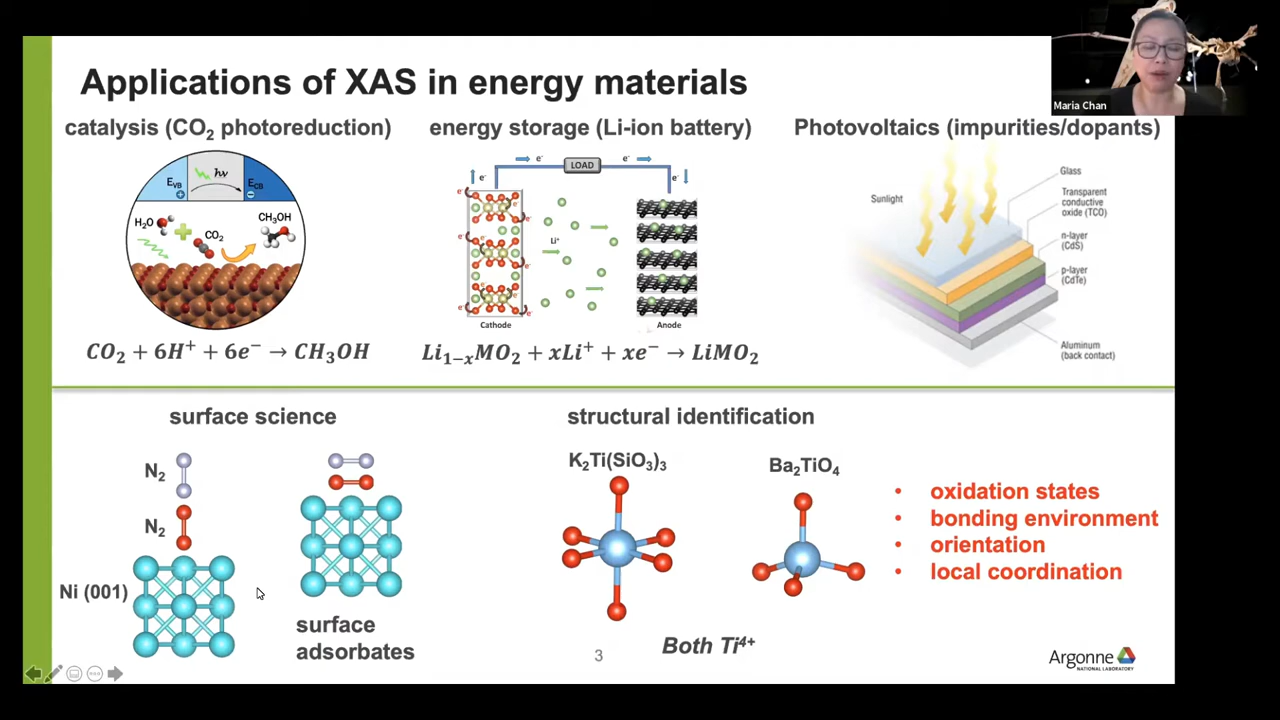 Applications of XAS in energy materials
Maria Chan
catalysis (CO₂ photoreduction)
energy storage (Li-ion battery)
Photovoltaics (impurities/dopants)
E_VB
hν
E_CB
H₂O
CO₂
CH₃OH
e⁻
LOAD
e⁻
e⁻
e⁻
e⁻
e⁻
e⁻
e⁻
e⁻
e⁻
e⁻
e⁻
e⁻
Li⁺
Cathode
Anode
Sunlight
Glass
Transparent
conductive
oxide (TCO)
n-layer
(CdS)
p-layer
(CdTe)
Aluminum
(back contact)
CO₂ + 6H⁺ + 6e⁻ → CH₃OH
Li₁₋ₓMO₂ + xLi⁺ + xe⁻ → LiMO₂
surface science
N₂
N₂
Ni (001)
surface
adsorbates
structural identification
K₂Ti(SiO₃)₃
Ba₂TiO₄
Both Ti⁴⁺
• oxidation states
• bonding environment
• orientation
• local coordination
3
Argonne
NATIONAL LABORATORY